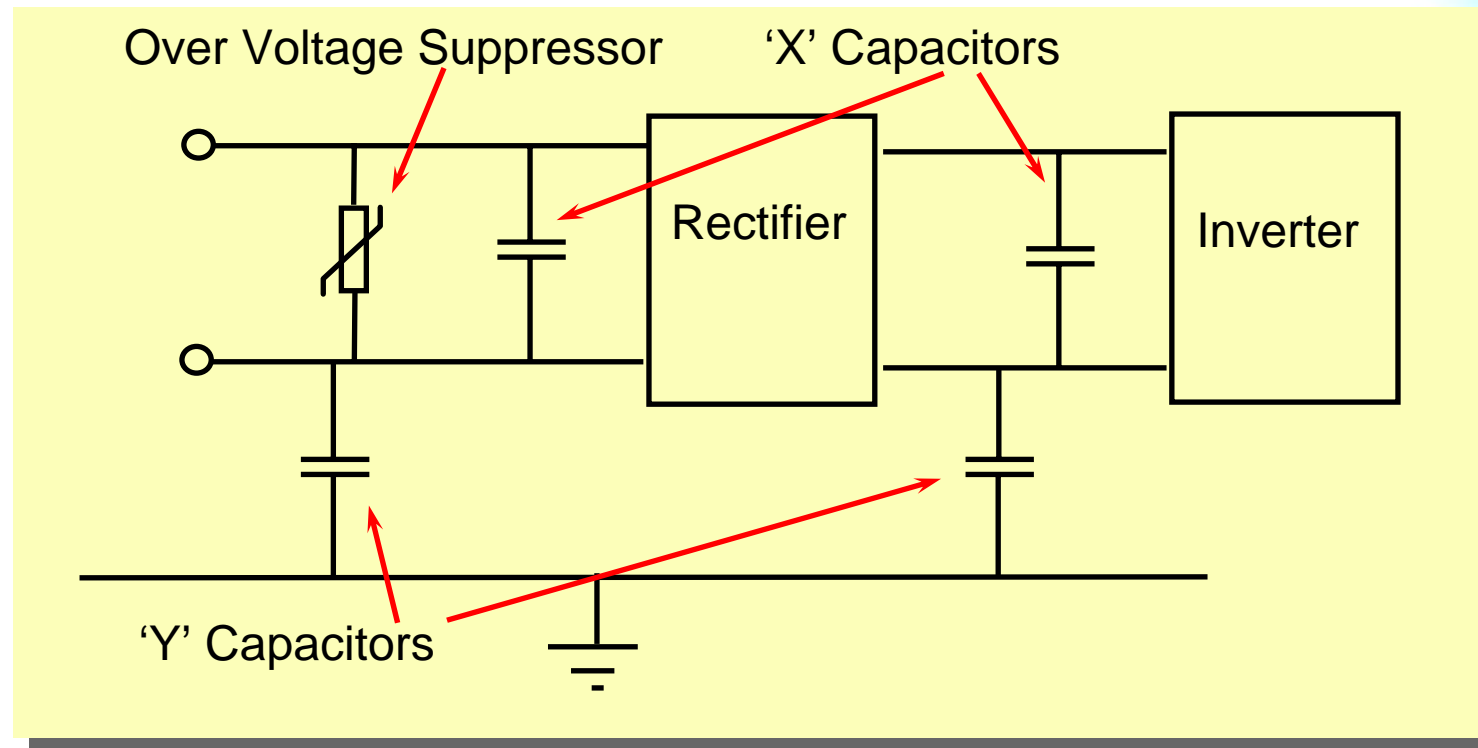 Over Voltage Suppressor
‘X’ Capacitors
Rectifier
Inverter
‘Y’ Capacitors